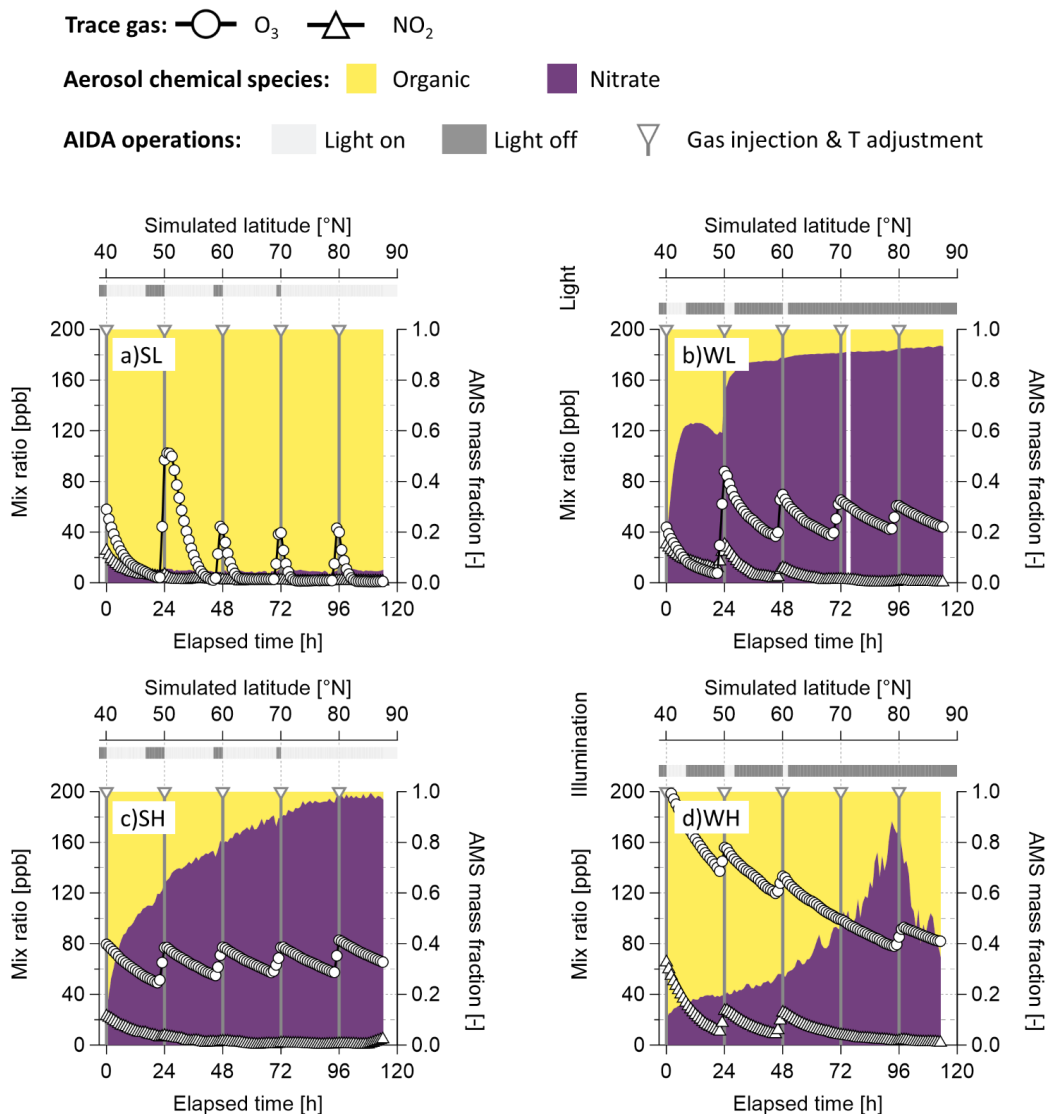 Trace gas: O3 NO2
Aerosol chemical species: Organic Nitrate
AIDA operations: Light on Light off Gas injection & T adjustment
Simulated latitude [°N]
40 50 60 70 80 90
200
160
120
80
40
0
Mix ratio [ppb]
a)SL
1.0
0.8
0.6
0.4
0.2
0.0
AMS mass fraction [-]
0 24 48 72 96 120
Elapsed time [h]
Simulated latitude [°N]
40 50 60 70 80 90
Light
200
160
120
80
40
0
Mix ratio [ppb]
b)WL
1.0
0.8
0.6
0.4
0.2
0.0
AMS mass fraction [-]
0 24 48 72 96 120
Elapsed time [h]
Simulated latitude [°N]
40 50 60 70 80 90
200
160
120
80
40
0
Mix ratio [ppb]
c)SH
1.0
0.8
0.6
0.4
0.2
0.0
AMS mass fraction [-]
0 24 48 72 96 120
Elapsed time [h]
Simulated latitude [°N]
40 50 60 70 80 90
Illumination
200
160
120
80
40
0
Mix ratio [ppb]
d)WH
1.0
0.8
0.6
0.4
0.2
0.0
AMS mass fraction [-]
0 24 48 72 96 120
Elapsed time [h]